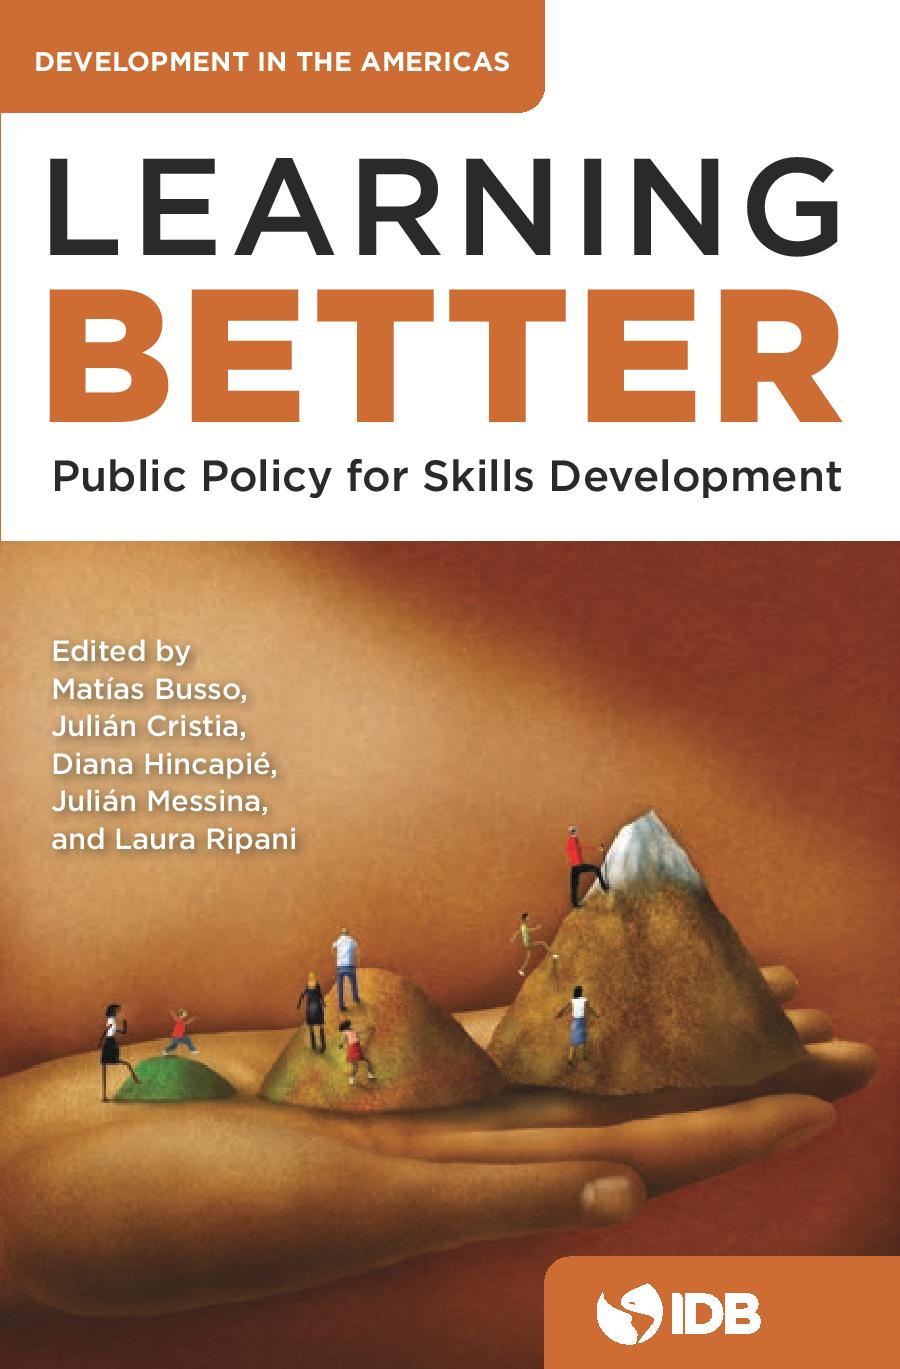 DEVELOPMENT IN THE AMERICAS
LEARNING
BETTER
Public Policy for Skills Development
Edited by
Matías Busso,
Julián Cristia,
Diana Hincapié,
Julián Messina,
and Laura Ripani
IDB